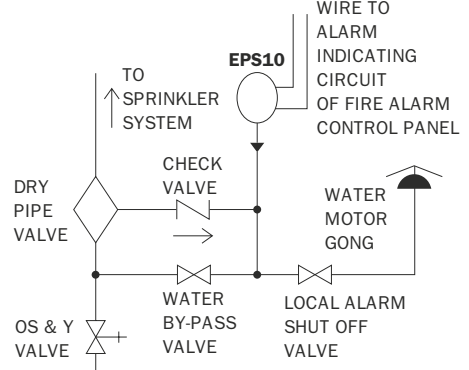 WIRE TO
ALARM
INDICATING
CIRCUIT
OF FIRE ALARM
CONTROL PANEL
EPS10
TO
SPRINKLER
SYSTEM
CHECK
VALVE
DRY
PIPE
VALVE
WATER
MOTOR
GONG
WATER
BY-PASS
VALVE
LOCAL ALARM
SHUT OFF
VALVE
OS & Y
VALVE